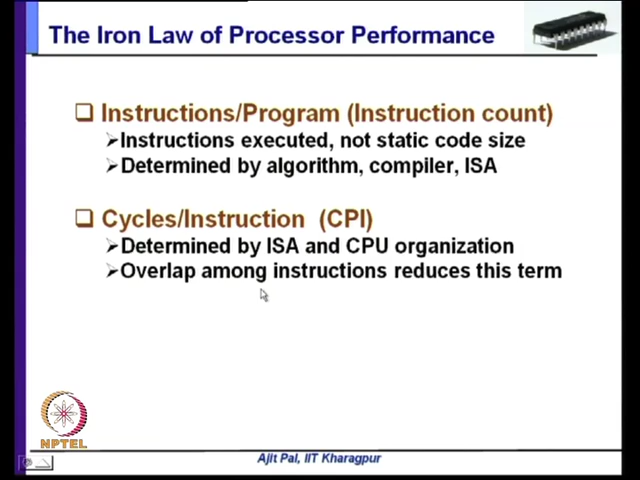 The Iron Law of Processor Performance
Instructions/Program (Instruction count)
Instructions executed, not static code size
Determined by algorithm, compiler, ISA
Cycles/Instruction (CPI)
Determined by ISA and CPU organization
Overlap among instructions reduces this term
NPTEL
Ajit Pal, IIT Kharagpur